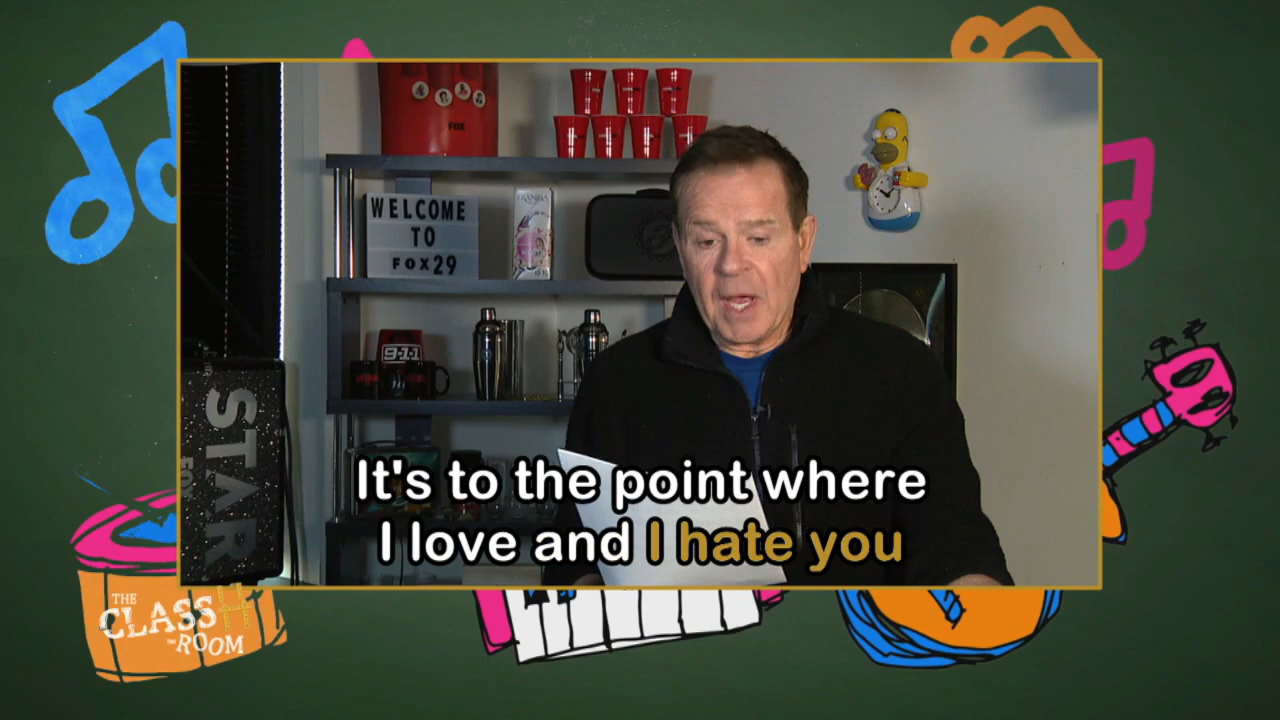 FOX
WELCOME
TO
FOX29
9-1-1
STAR
It's to the point where
I love and I hate you
THE
CLASS H
-ROOM